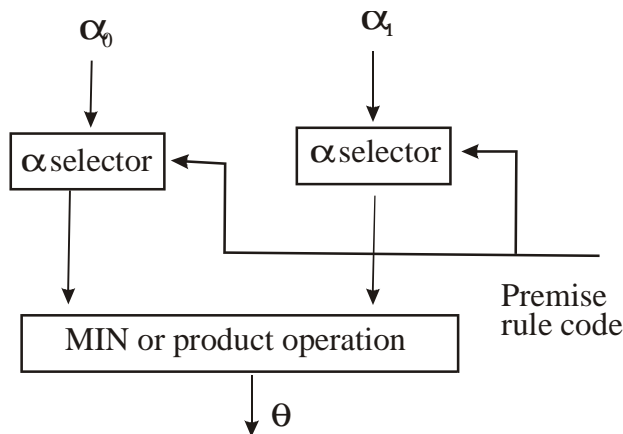 α₀
α₁
α selector
α selector
Premise
rule code
MIN or product operation
θ